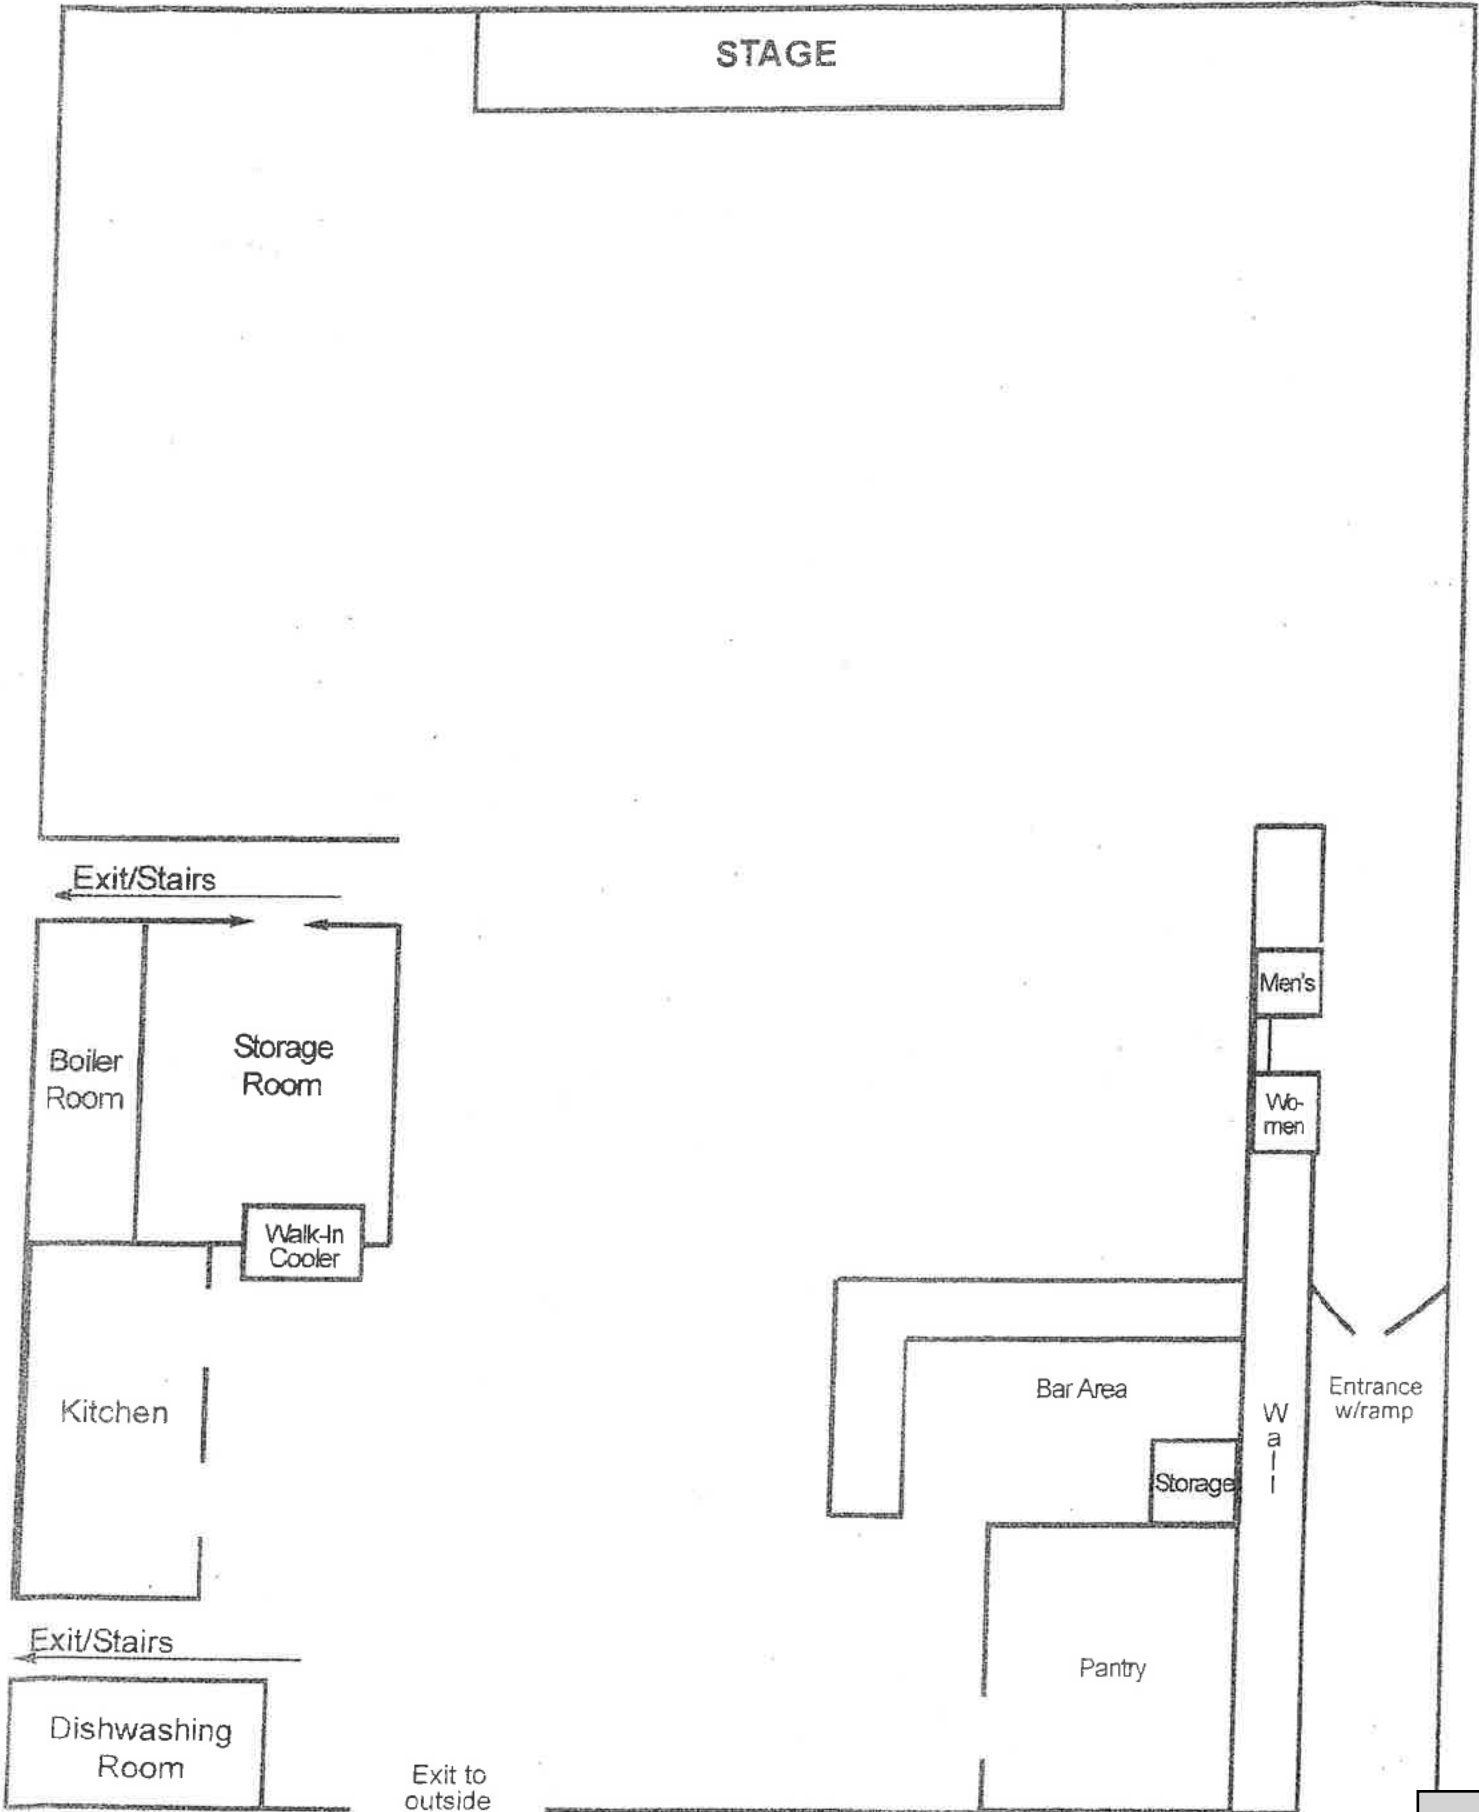 STAGE
Exit/Stairs
Men's
Boiler
Room
Storage
Room
Wo-
men
Walk-In
Cooler
Kitchen
Bar Area
Entrance
w/ramp
W
a
l
l
Storage
Exit/Stairs
Pantry
Dishwashing
Room
Exit to
outside